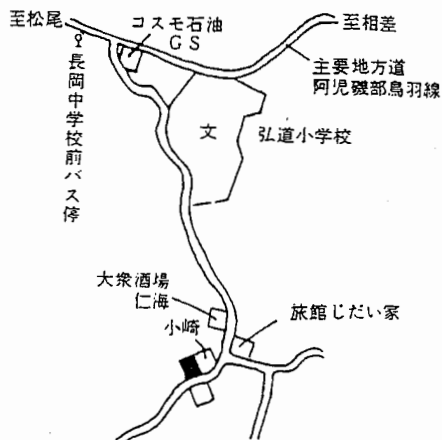 至松尾
コスモ石油
GS
至相差
主要地方道
阿児磯部鳥羽線
長岡中学校前バス停
文
弘道小学校
大衆酒場
仁海
旅館じだい家
小崎